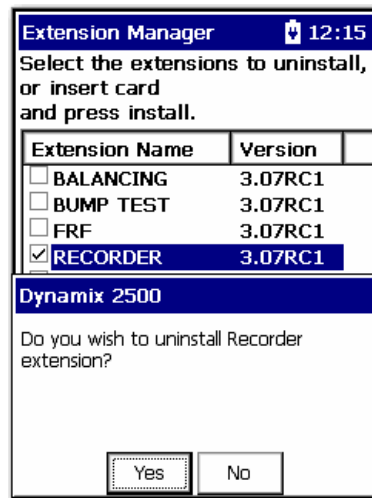 Extension Manager 12:15
Select the extensions to uninstall,
or insert card
and press install.
Extension Name Version
BALANCING 3.07RC1
BUMP TEST 3.07RC1
FRF 3.07RC1
RECORDER 3.07RC1
Dynamix 2500
Do you wish to uninstall Recorder
extension?
Yes No